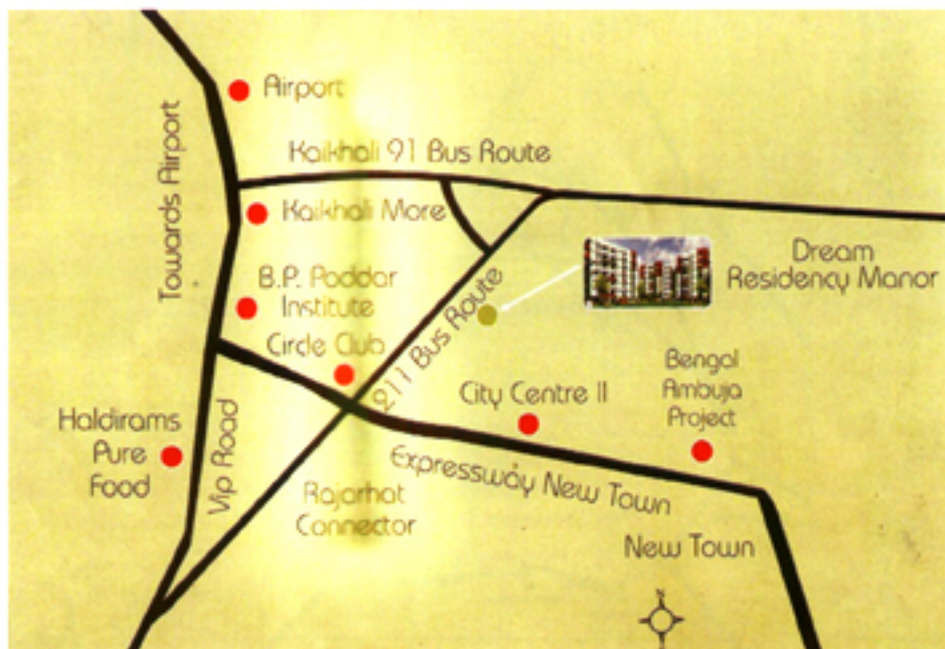 Airport
Kaikhali 91 Bus Route
Towards Airport
Kaikhali More
Dream
Residency Manor
B.P. Poddar
Institute
Circle Club
211 Bus Route
Bengal
Ambuja
Project
City Centre II
Haldirams
Pure
Food
Vip Road
Expressway New Town
Rajarhat
Connector
New Town
N